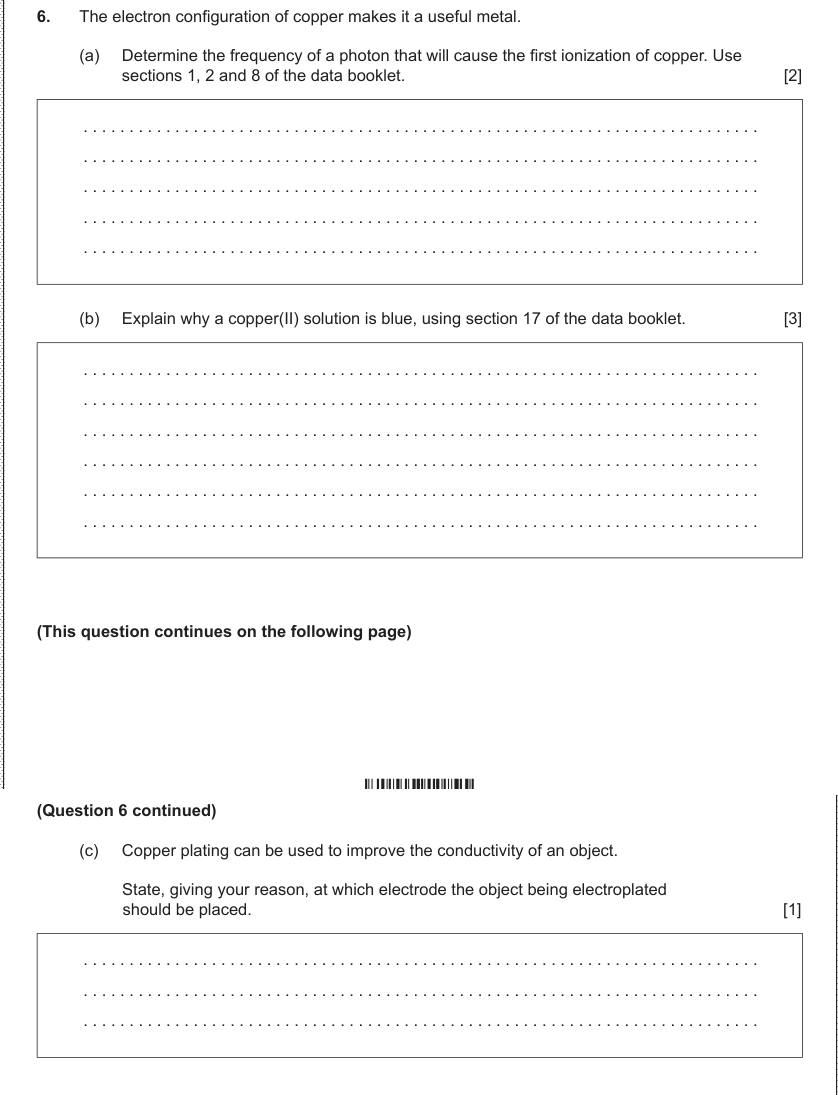 6. The electron configuration of copper makes it a useful metal.
(a) Determine the frequency of a photon that will cause the first ionization of copper. Use
sections 1, 2 and 8 of the data booklet. [2]
(b) Explain why a copper(II) solution is blue, using section 17 of the data booklet. [3]
(This question continues on the following page)
(Question 6 continued)
(c) Copper plating can be used to improve the conductivity of an object.
State, giving your reason, at which electrode the object being electroplated
should be placed. [1]